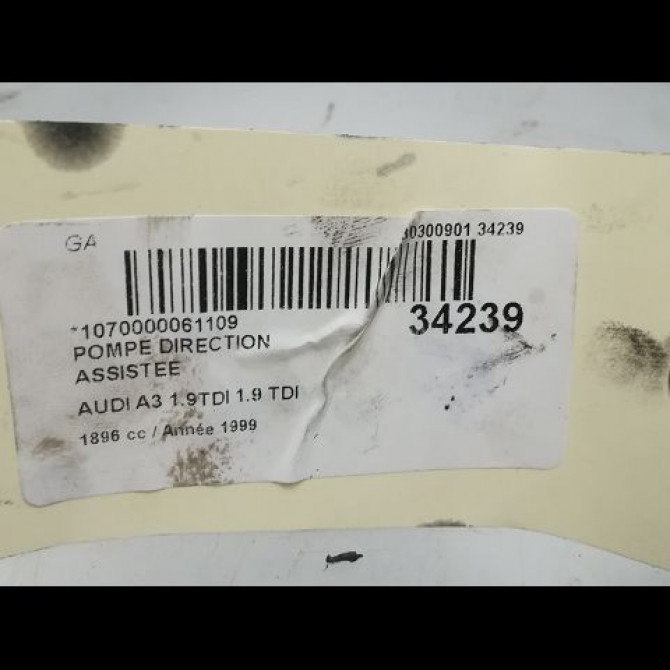 GA
30300901 34239
*1070000061109
34239
POMPE DIRECTION
ASSISTEE
AUDI A3 1.9TDI 1.9 TDI
1896 cc / Année 1999